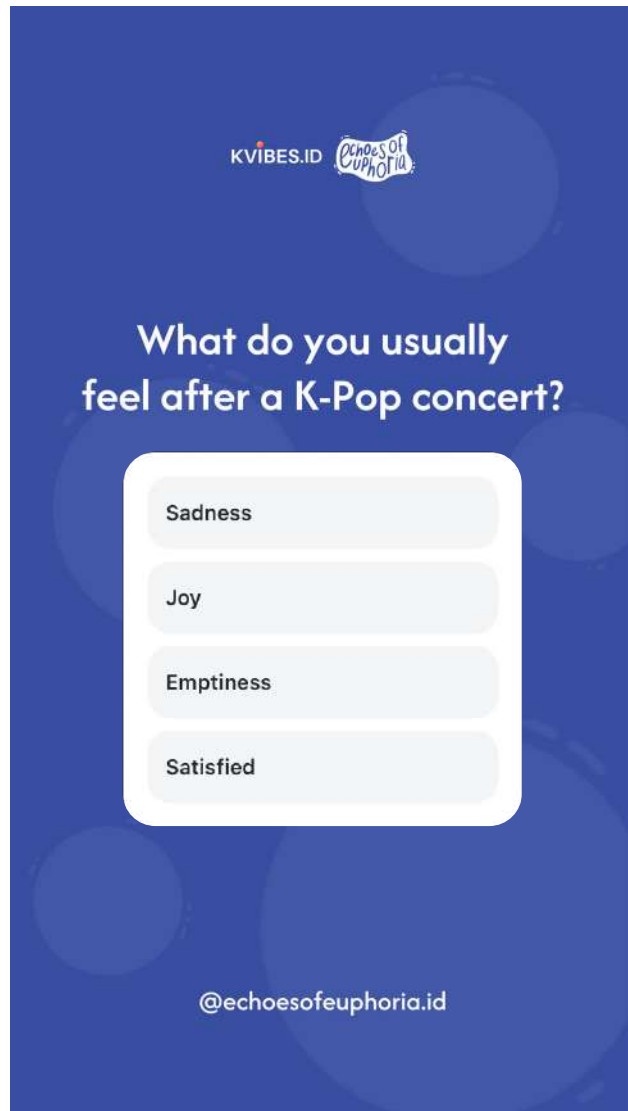 KVIBES.ID
echoes of
euphoria
What do you usually
feel after a K-Pop concert?
Sadness
Joy
Emptiness
Satisfied
@echoesofeuphoria.id